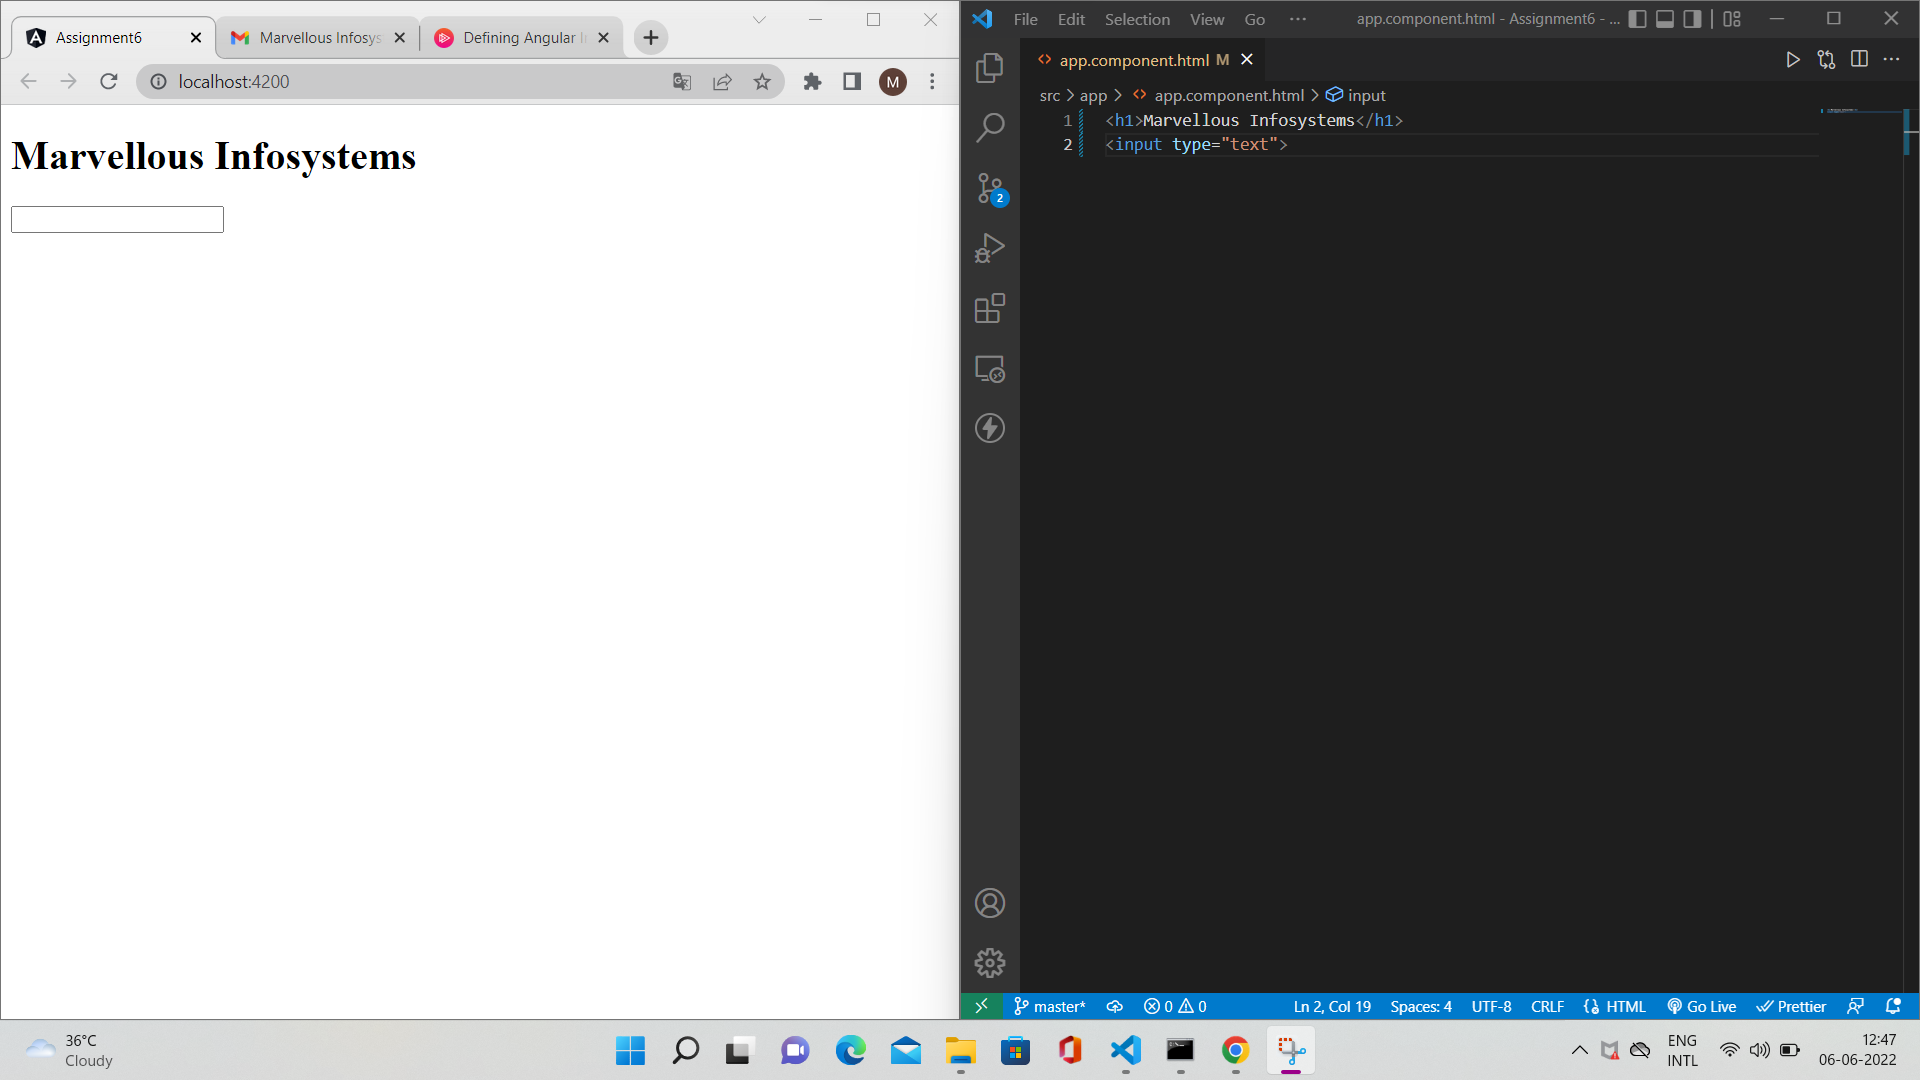 Assignment6
Marvellous Infosys
Defining Angular I
localhost:4200
M
Marvellous Infosystems
File Edit Selection View Go ··· app.component.html - Assignment6 - ...
app.component.html M
src > app > app.component.html > input
1 <h1>Marvellous Infosystems</h1>
2 <input type="text">
2
master* 0 0 Ln 2, Col 19 Spaces: 4 UTF-8 CRLF HTML Go Live Prettier
36°C
Cloudy
ENG
INTL
12:47
06-06-2022